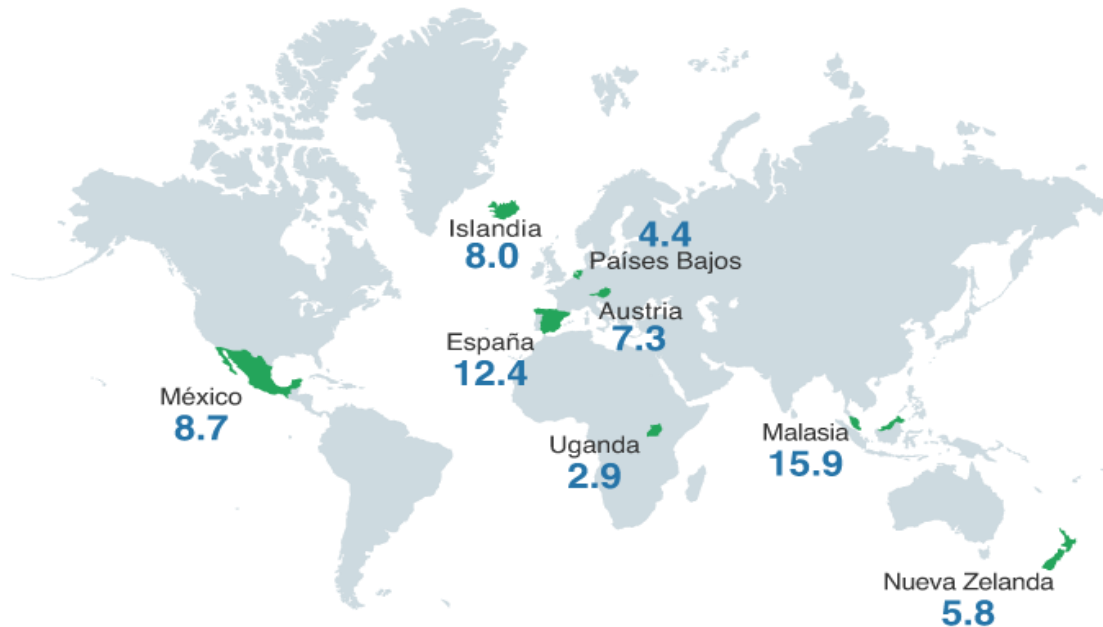 Islandia
8.0
4.4
Países Bajos
Austria
7.3
España
12.4
México
8.7
Uganda
2.9
Malasia
15.9
Nueva Zelanda
5.8